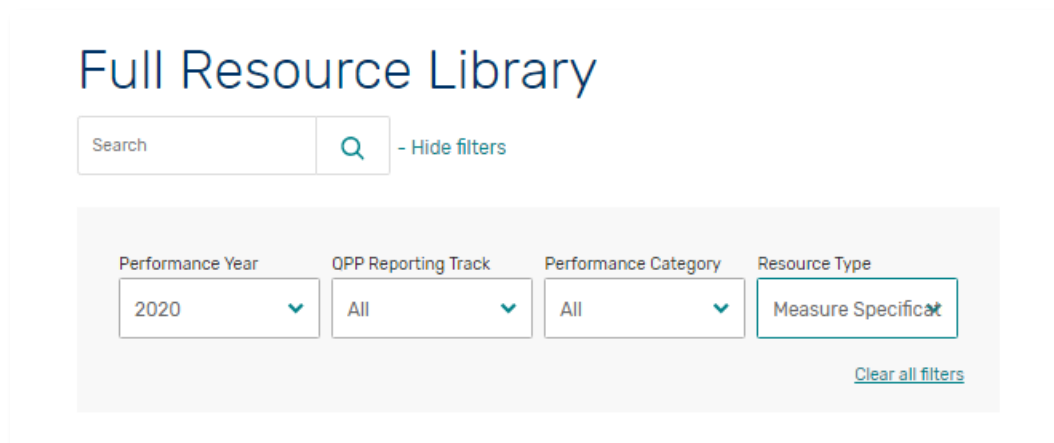 Full Resource Library
Search
- Hide filters
Performance Year
QPP Reporting Track
Performance Category
Resource Type
2020
All
All
Measure Specificat
Clear all filters